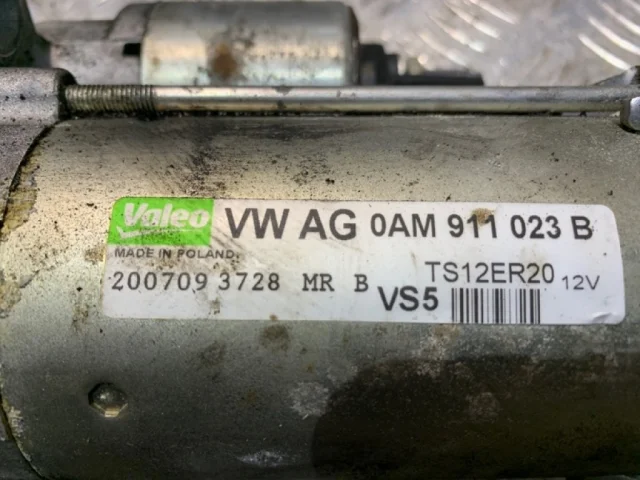 Valeo VW AG 0AM 911 023 B
MADE IN POLAND.
200709 3728 MR B TS12ER20 12V
VS5